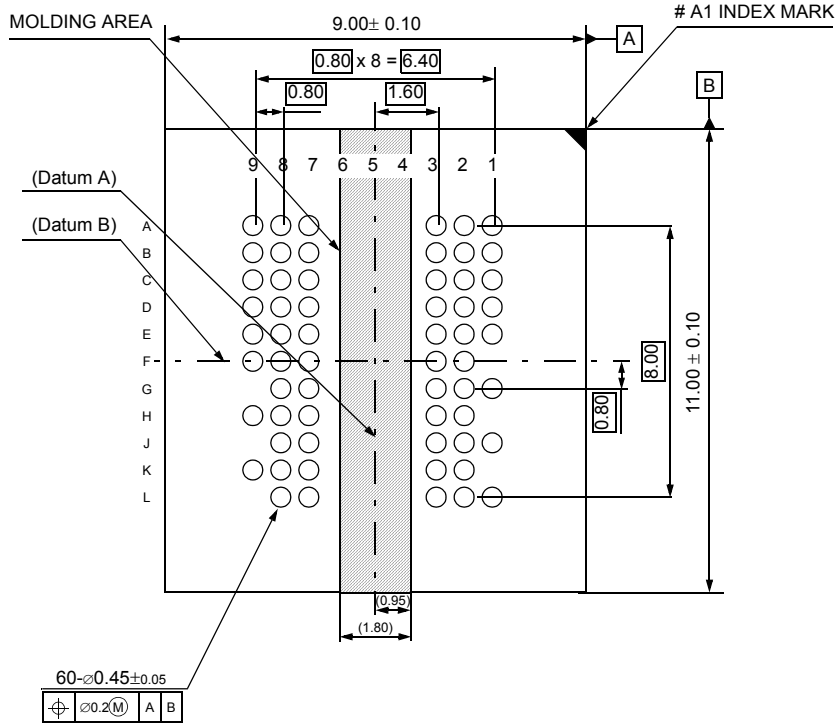 MOLDING AREA
9.00± 0.10
# A1 INDEX MARK
A
0.80 x 8 = 6.40
0.80
1.60
B
9 8 7 6 5 4 3 2 1
(Datum A)
(Datum B)
A
B
C
D
E
F
G
H
J
K
L
8.00
11.00 ± 0.10
0.80
(0.95)
(1.80)
60-⌀0.45±0.05
⌖ ⌀0.2Ⓜ A B